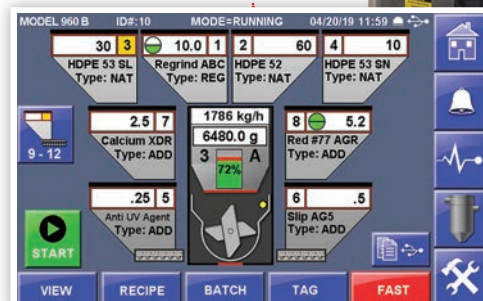 MODEL 960 B ID#:10 MODE=RUNNING 04/20/19 11:59
30 3 10.0 1 2 60 4 10
HDPE 53 SL Regrind ABC HDPE 52 HDPE 53 SN
Type: NAT Type: REG Type: NAT Type: NAT
2.5 7 1786 kg/h 8 5.2
6480.0 g
Calcium XDR Red #77 AGR
Type: ADD 3 A Type: ADD
9 - 12
72%
.25 5 6 .5
Anti UV Agent Slip AG5
Type: ADD Type: ADD
START
VIEW RECIPE BATCH TAG FAST